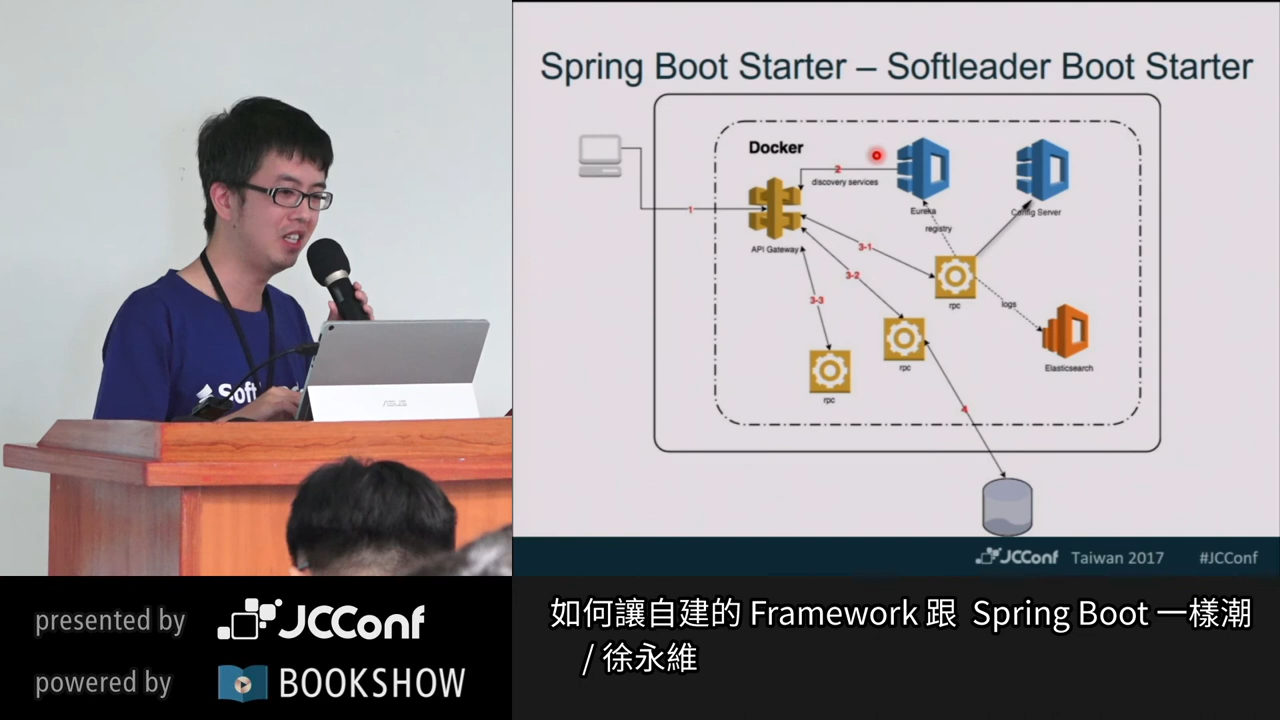 Spring Boot Starter – Softleader Boot Starter
Docker
2
discovery services
Eureka
Config Server
registry
1
API Gateway
3-1
3-2
3-3
rpc
logs
rpc
Elasticsearch
rpc
4
JCConf Taiwan 2017 #JCConf
Soft
ASUS
presented by JCConf
powered by BOOKSHOW
如何讓自建的 Framework 跟 Spring Boot 一樣潮
/ 徐永維